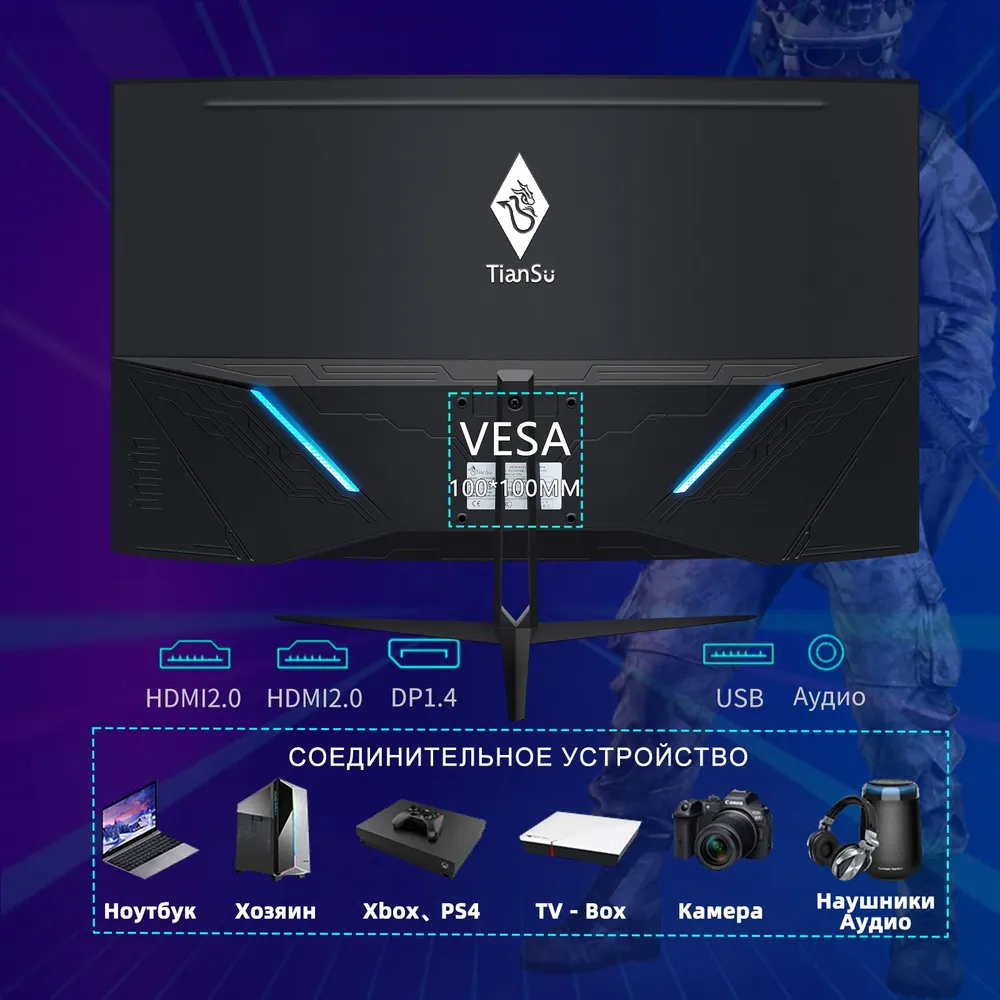 TianSu
VESA
100*100MM
HDMI2.0
HDMI2.0
DP1.4
USB
Аудио
СОЕДИНИТЕЛЬНОЕ УСТРОЙСТВО
Canon
Ноутбук
Хозяин
Xbox、PS4
TV - Box
Камера
Наушники
Аудио